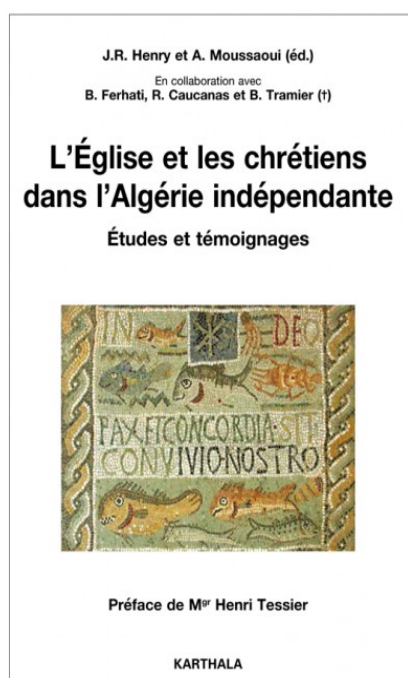 J.R. Henry et A. Moussaoui (éd.)
En collaboration avec
B. Ferhati, R. Caucanas et B. Tramier (†)
L'Église et les chrétiens
dans l'Algérie indépendante
Études et témoignages
IN DEO
PAX ET CONCORDIA SIT
CONVIVIO NOSTRO
Préface de Mgr Henri Tessier
KARTHALA